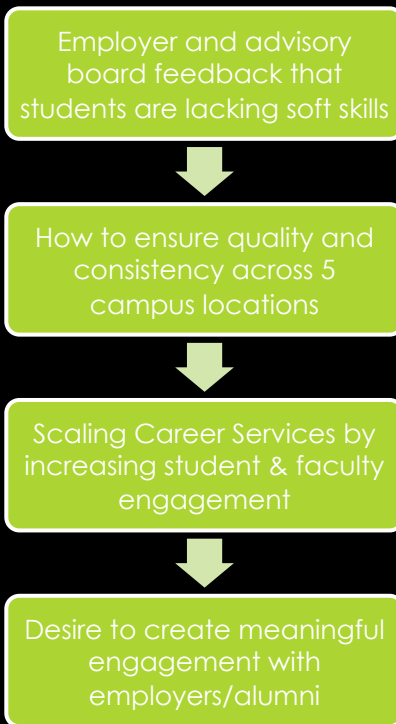 Employer and advisory
board feedback that
students are lacking soft skills
How to ensure quality and
consistency across 5
campus locations
Scaling Career Services by
increasing student & faculty
engagement
Desire to create meaningful
engagement with
employers/alumni